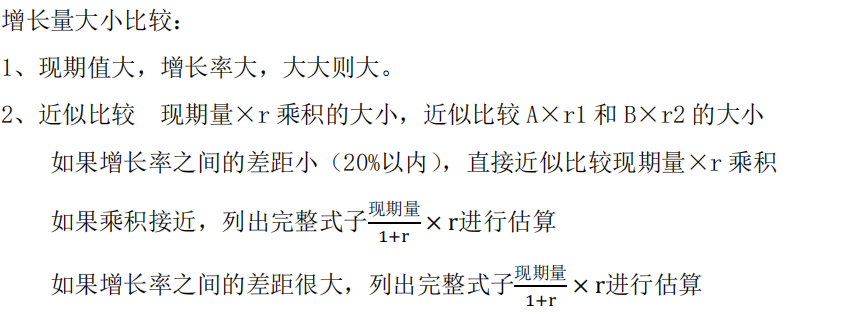 增长量大小比较：
1、现期值大，增长率大，大大则大。
2、近似比较　现期量×r 乘积的大小，近似比较 A×r1 和 B×r2 的大小
如果增长率之间的差距小（20%以内），直接近似比较现期量×r 乘积
如果乘积接近，列出完整式子现期量/1+r × r进行估算
如果增长率之间的差距很大，列出完整式子现期量/1+r × r进行估算